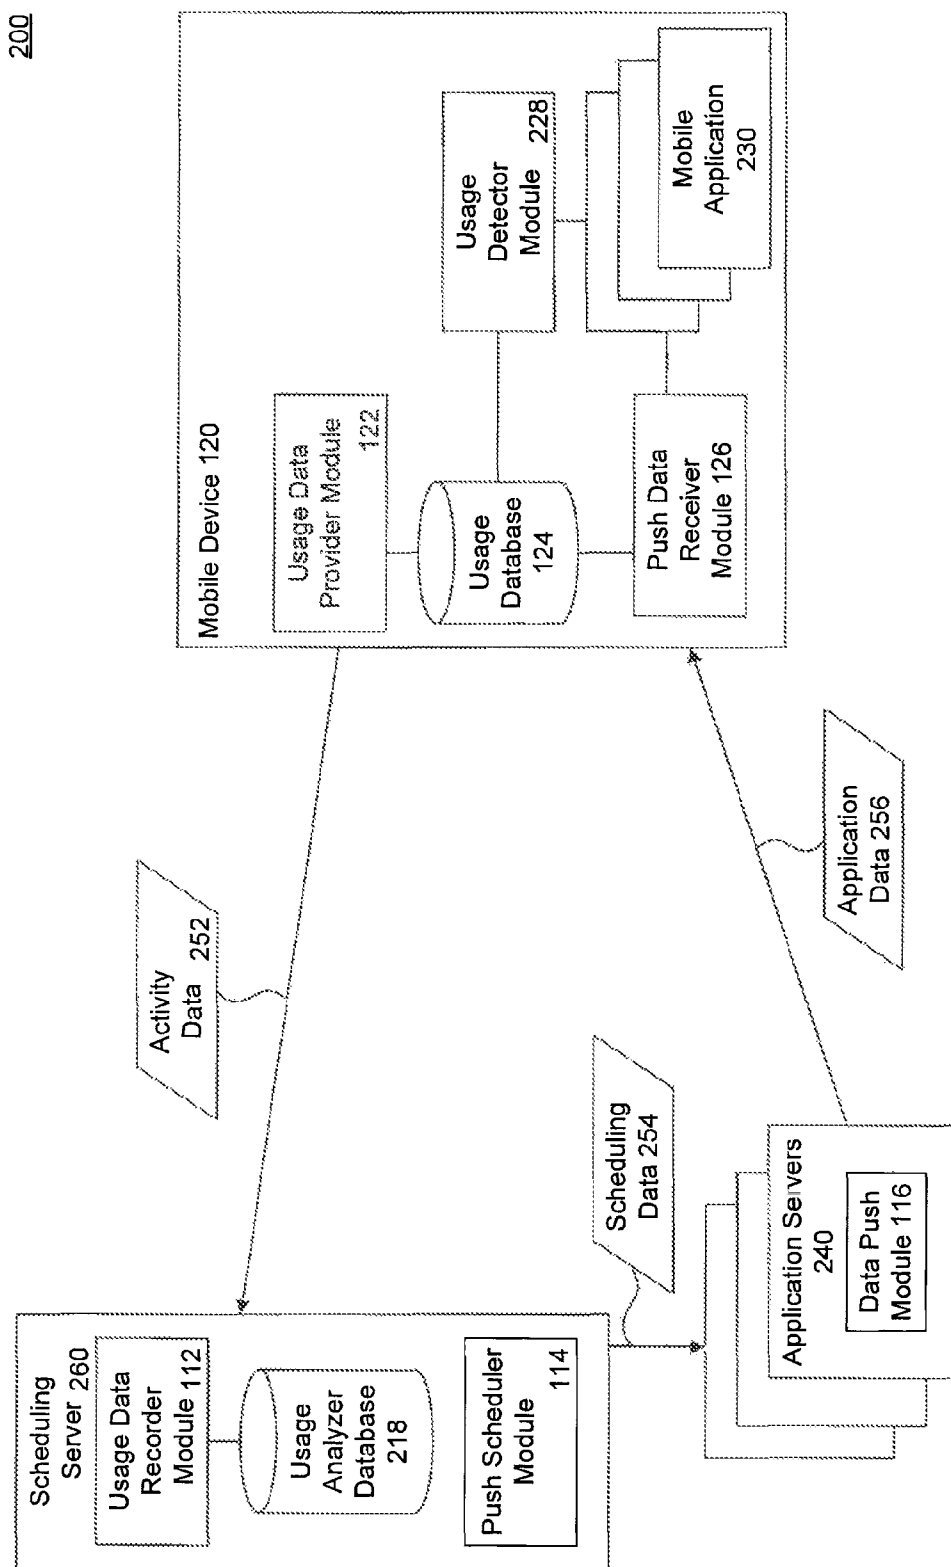 200
Scheduling
Server 260
Usage Data
Recorder
Module 112
Usage
Analyzer
Database
218
Push Scheduler
Module
114
Activity
Data
252
Scheduling
Data 254
Application Servers
240
Data Push
Module 116
Application
Data 256
Mobile Device 120
Usage Data
Provider Module
122
Usage
Database
124
Usage
Detector
Module
228
Push Data
Receiver
Module 126
Mobile
Application
230